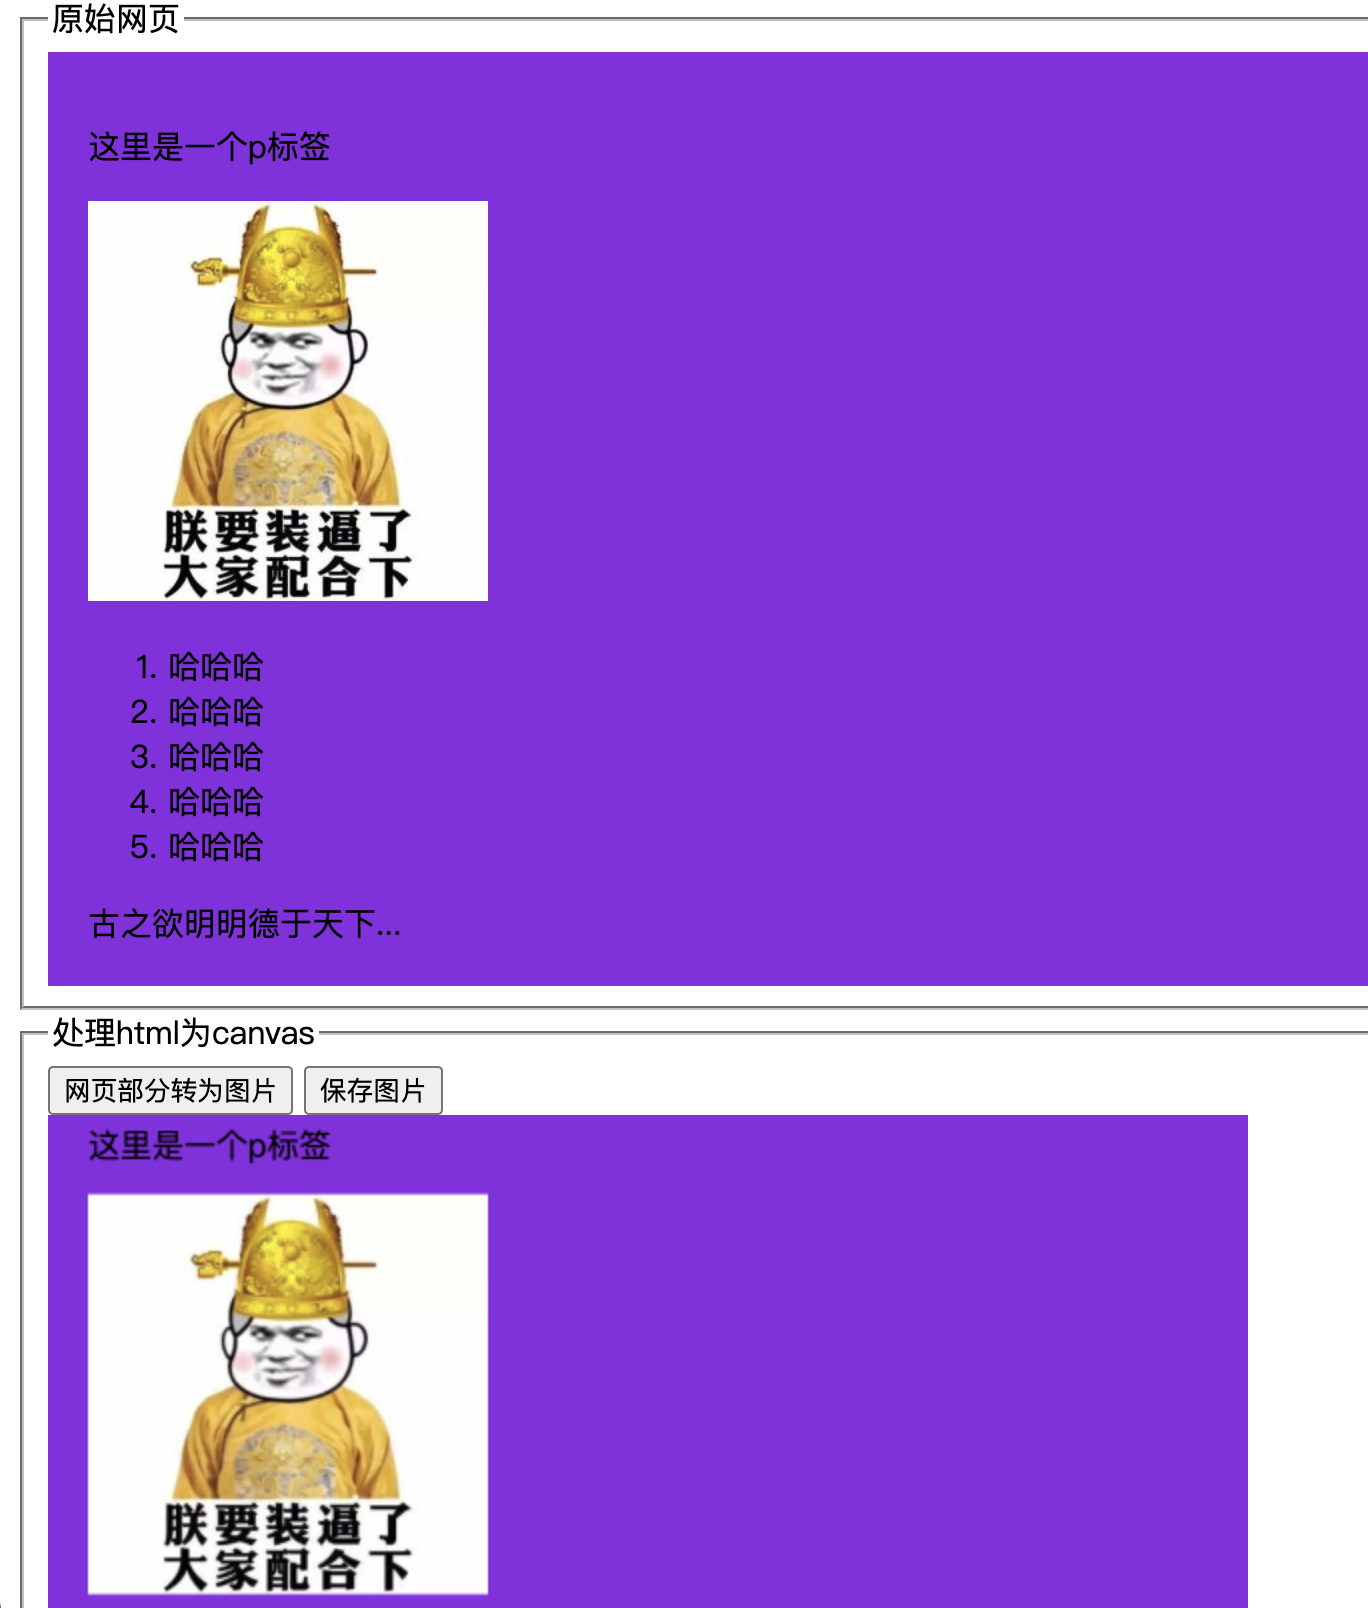 原始网页
这里是一个p标签
朕要装逼了
大家配合下
1. 哈哈哈
2. 哈哈哈
3. 哈哈哈
4. 哈哈哈
5. 哈哈哈
古之欲明明德于天下...
处理html为canvas
网页部分转为图片 保存图片
这里是一个p标签
朕要装逼了
大家配合下